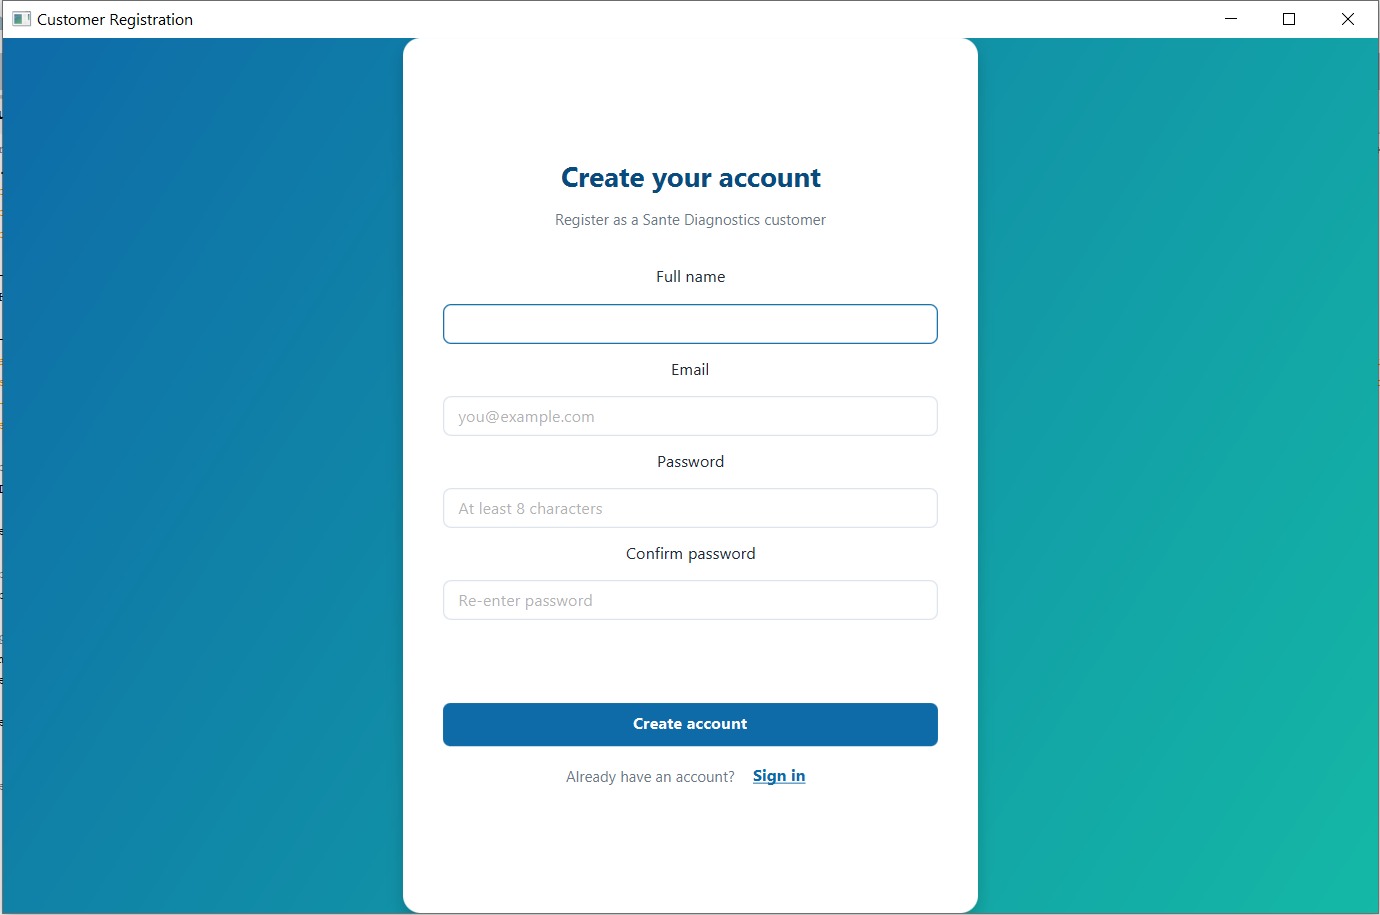 Customer Registration
Create your account
Register as a Sante Diagnostics customer
Full name
Email
you@example.com
Password
At least 8 characters
Confirm password
Re-enter password
Create account
Already have an account? Sign in